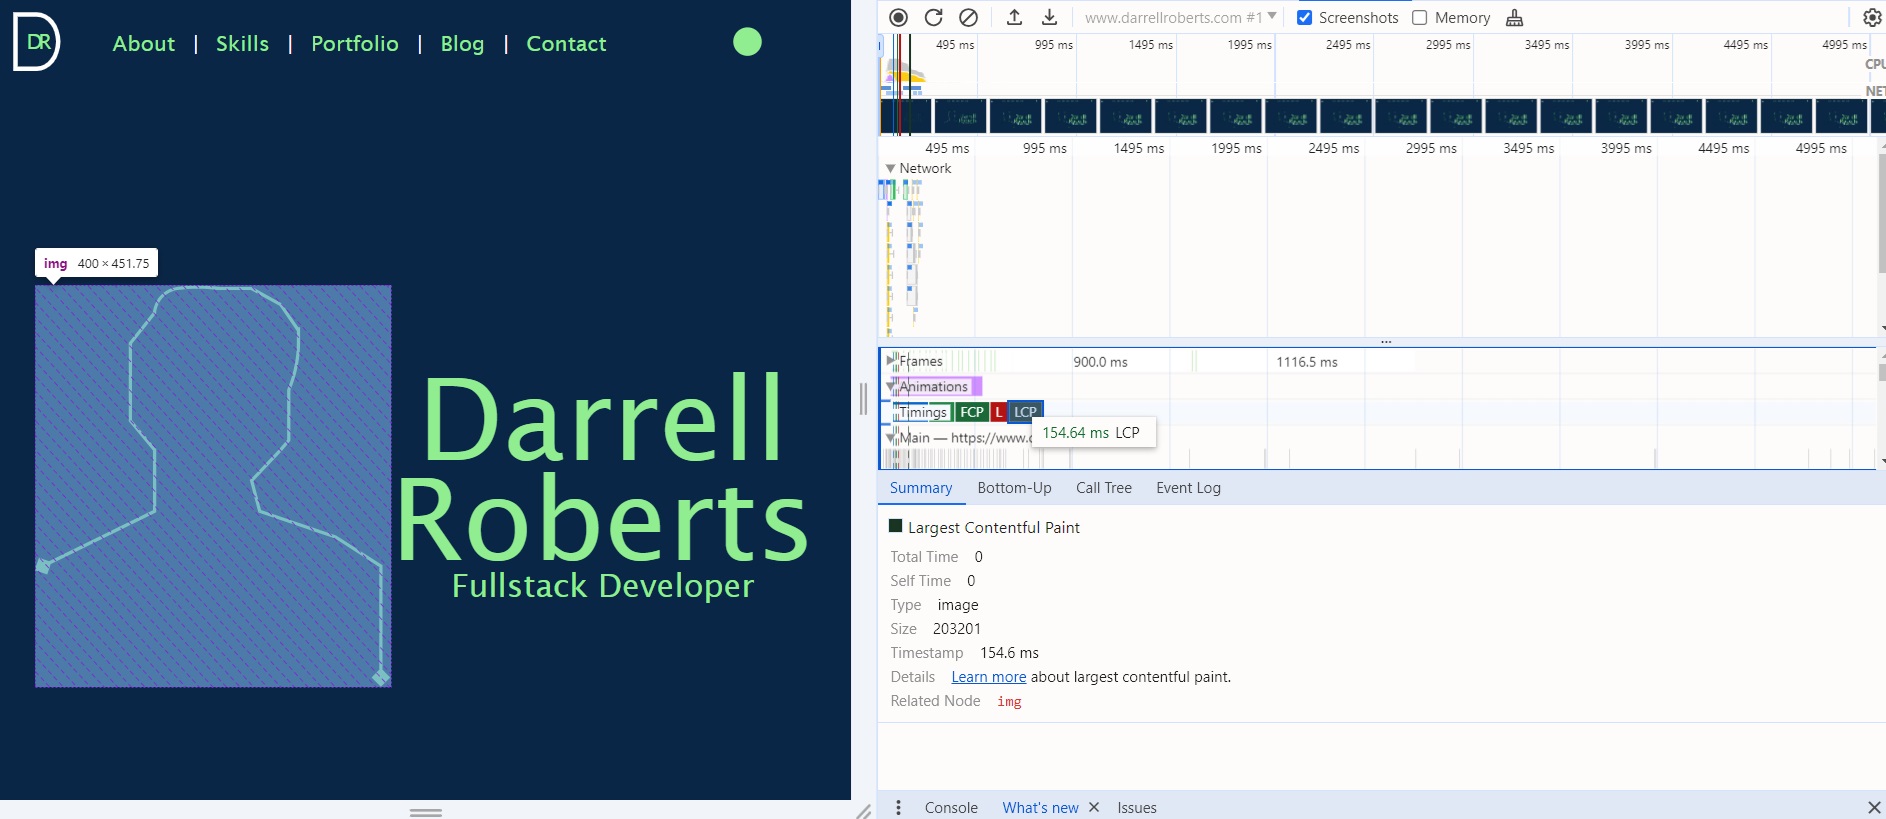 DR
About | Skills | Portfolio | Blog | Contact
img 400 × 451.75
Darrell
Roberts
Fullstack Developer
www.darrellroberts.com #1
Screenshots
Memory
495 ms 995 ms 1495 ms 1995 ms 2495 ms 2995 ms 3495 ms 3995 ms 4495 ms 4995 ms
CPU
NET
495 ms 995 ms 1495 ms 1995 ms 2495 ms 2995 ms 3495 ms 3995 ms 4495 ms 4995 ms
Network
...
Frames 900.0 ms 1116.5 ms
Animations
Timings FCP L LCP
154.64 ms LCP
Main — https://www.
Summary Bottom-Up Call Tree Event Log
Largest Contentful Paint
Total Time 0
Self Time 0
Type image
Size 203201
Timestamp 154.6 ms
Details Learn more about largest contentful paint.
Related Node img
Console What's new Issues